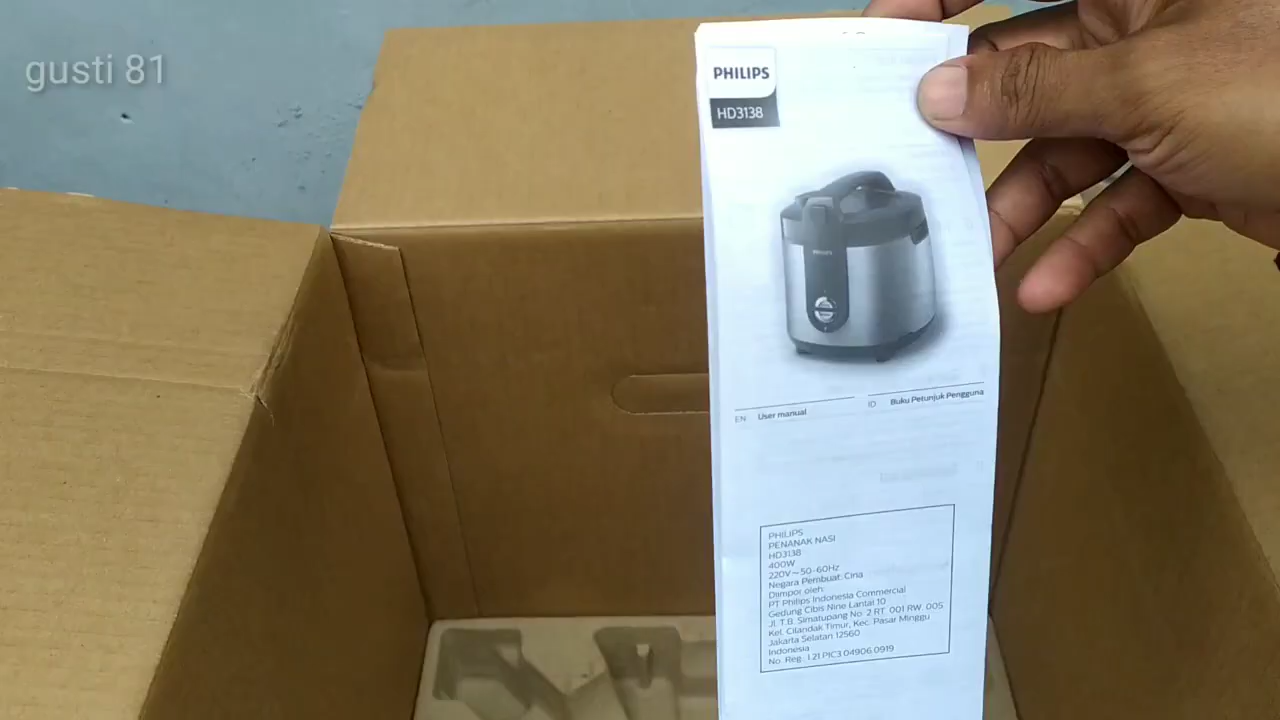 gusti 81
PHILIPS
HD3138
PHILIPS
EN User manual
ID Buku Petunjuk Pengguna
PHILIPS
PENANAK NASI
HD3138
400W
220V~50-60Hz
Negara Pembuat: Cina
Diimpor oleh:
PT Philips Indonesia Commercial
Gedung Cibis Nine Lantai 10
Jl. T.B. Simatupang No. 2 RT. 001 RW. 005
Kel. Cilandak Timur, Kec. Pasar Minggu
Jakarta Selatan 12560
Indonesia
No. Reg.: I.21.PIC3.04906.0919